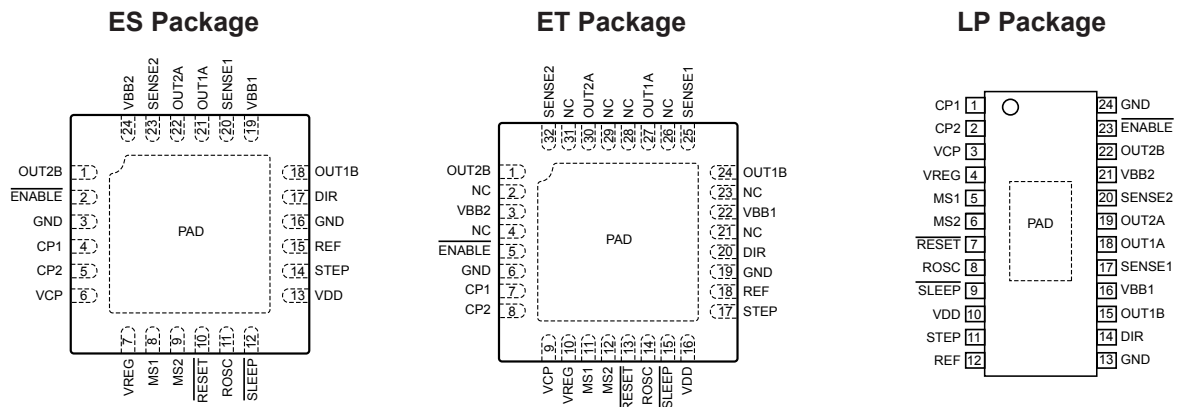 ES Package
ET Package
LP Package
24 VBB2
23 SENSE2
22 OUT2A
21 OUT1A
20 SENSE1
19 VBB1
OUT2B 1
ENABLE 2
GND 3
CP1 4
CP2 5
VCP 6
PAD
18 OUT1B
17 DIR
16 GND
15 REF
14 STEP
13 VDD
VREG 7
MS1 8
MS2 9
RESET 10
ROSC 11
SLEEP 12
32 SENSE2
31 NC
30 OUT2A
29 NC
28 NC
27 OUT1A
26 NC
25 SENSE1
OUT2B 1
NC 2
VBB2 3
NC 4
ENABLE 5
GND 6
CP1 7
CP2 8
PAD
24 OUT1B
23 NC
22 VBB1
21 NC
20 DIR
19 GND
18 REF
17 STEP
VCP 9
VREG 10
MS1 11
MS2 12
RESET 13
ROSC 14
SLEEP 15
VDD 16
CP1 1
CP2 2
VCP 3
VREG 4
MS1 5
MS2 6
RESET 7
ROSC 8
SLEEP 9
VDD 10
STEP 11
REF 12
PAD
24 GND
23 ENABLE
22 OUT2B
21 VBB2
20 SENSE2
19 OUT2A
18 OUT1A
17 SENSE1
16 VBB1
15 OUT1B
14 DIR
13 GND